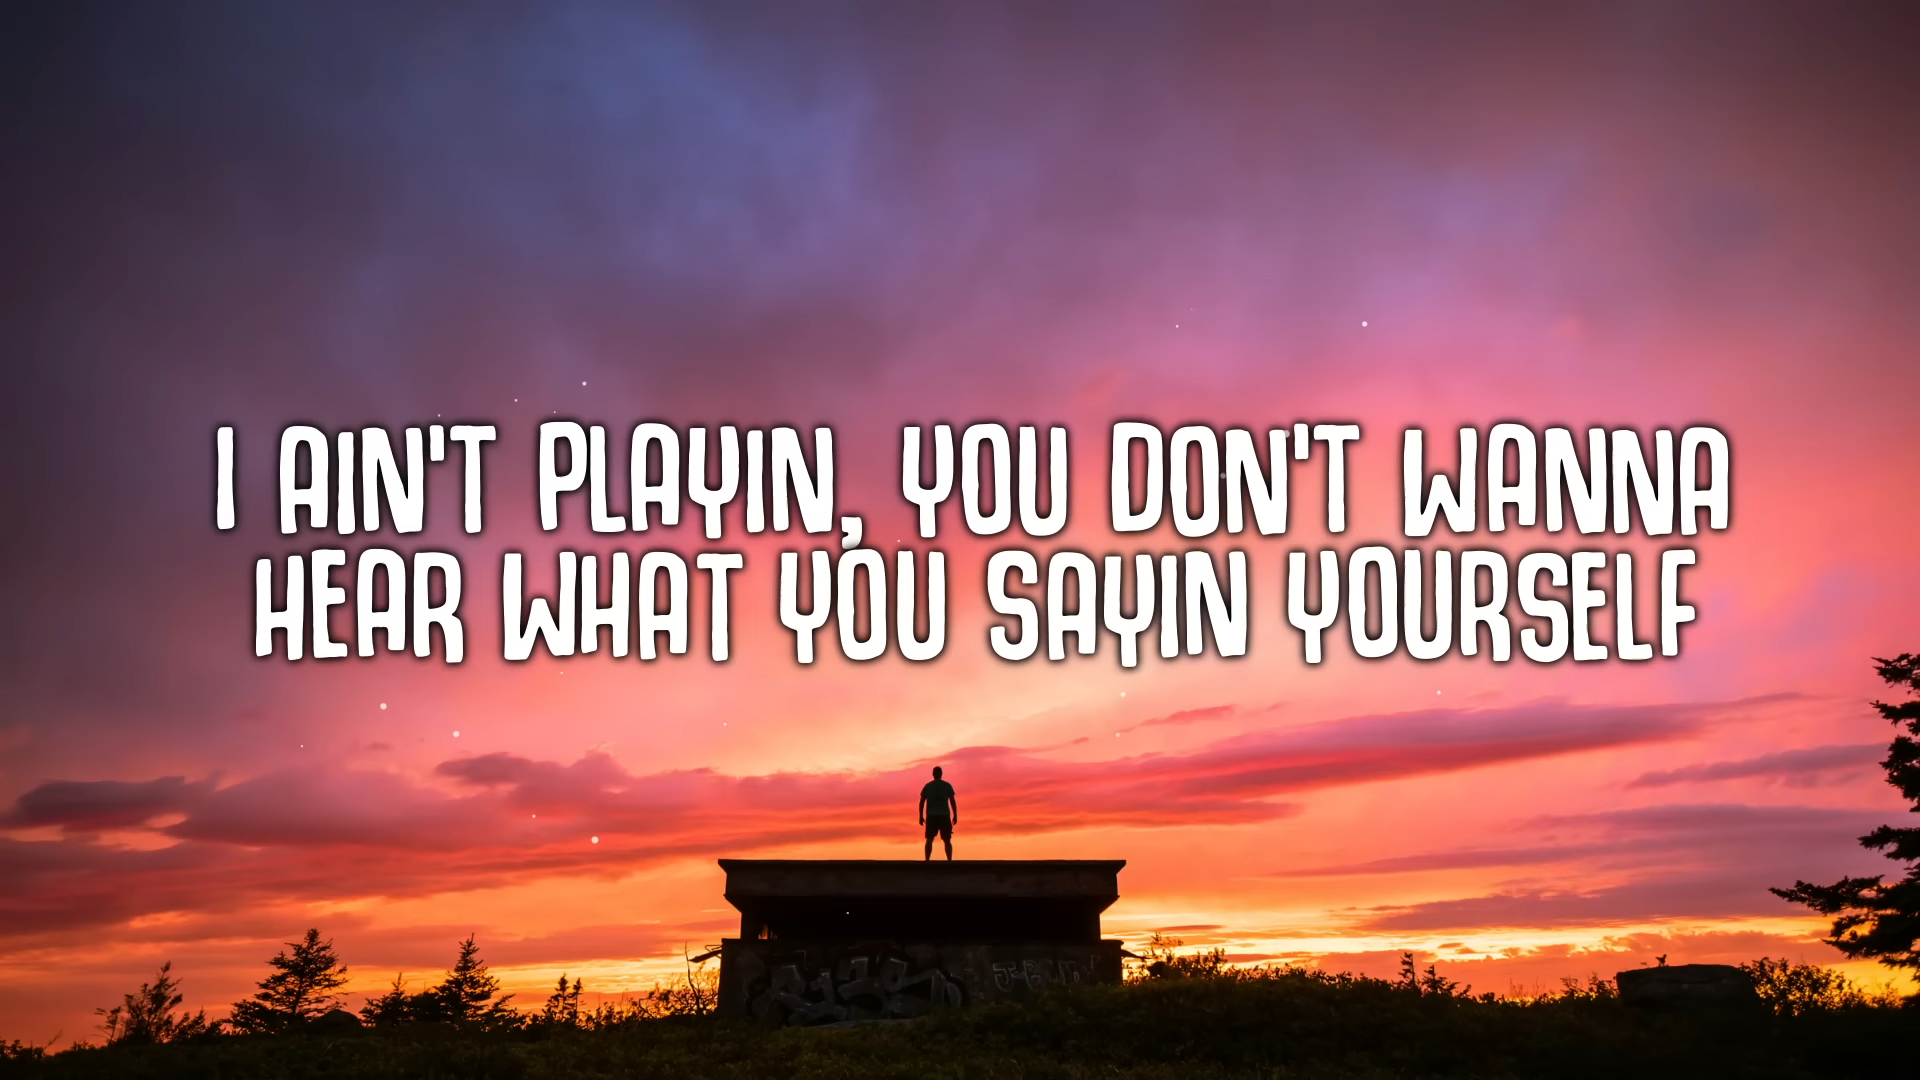 I AIN'T PLAYIN, YOU DON'T WANNA
HEAR WHAT YOU SAYIN YOURSELF